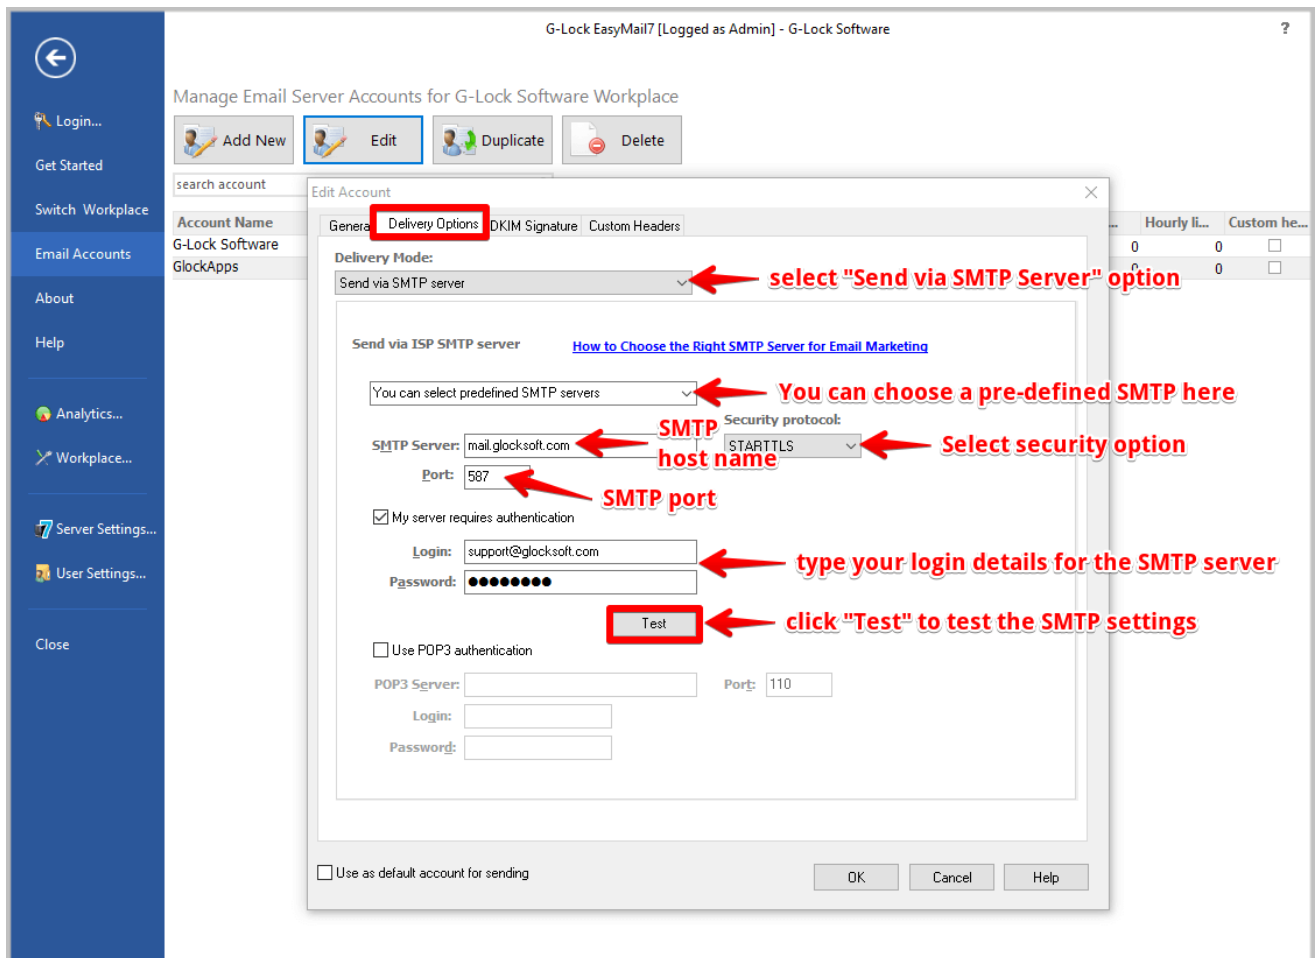 G-Lock EasyMail7 [Logged as Admin] - G-Lock Software
?
Login...
Get Started
Switch Workplace
Email Accounts
About
Help
Analytics...
Workplace...
Server Settings...
User Settings...
Close
Manage Email Server Accounts for G-Lock Software Workplace
Add New
Edit
Duplicate
Delete
search account
Account Name
... Hourly li... Custom he...
G-Lock Software
0 0
GlockApps
0
Edit Account
Delivery Options
DKIM Signature
Custom Headers
Delivery Mode:
Send via SMTP server
select "Send via SMTP Server" option
Send via ISP SMTP server
How to Choose the Right SMTP Server for Email Marketing
You can select predefined SMTP servers
You can choose a pre-defined SMTP here
Security protocol:
SMTP Server: mail.glocksoft.com
SMTP
host name
STARTTLS
Select security option
Port: 587
SMTP port
My server requires authentication
Login: support@glocksoft.com
Password:
type your login details for the SMTP server
Test
click "Test" to test the SMTP settings
Use POP3 authentication
POP3 Server:
Port: 110
Login:
Password:
Use as default account for sending
OK
Cancel
Help